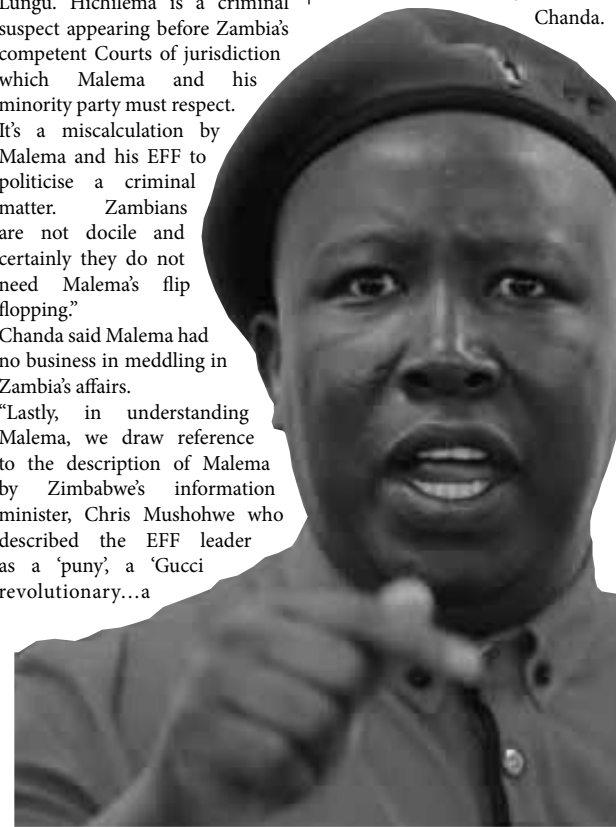 Lungu. Hichilema is a criminal
suspect appearing before Zambia's
competent Courts of jurisdiction
which Malema and his
minority party must respect.
It's a miscalculation by
Malema and his EFF to
politicise a criminal
matter. Zambians
are not docile and
certainly they do not
need Malema's flip
flopping."
Chanda said Malema had
no business in meddling in
Zambia's affairs.
"Lastly, in understanding
Malema, we draw reference
to the description of Malema
by Zimbabwe's information
minister, Chris Mushohwe who
described the EFF leader
as a 'puny', a 'Gucci
revolutionary…a
Chanda.